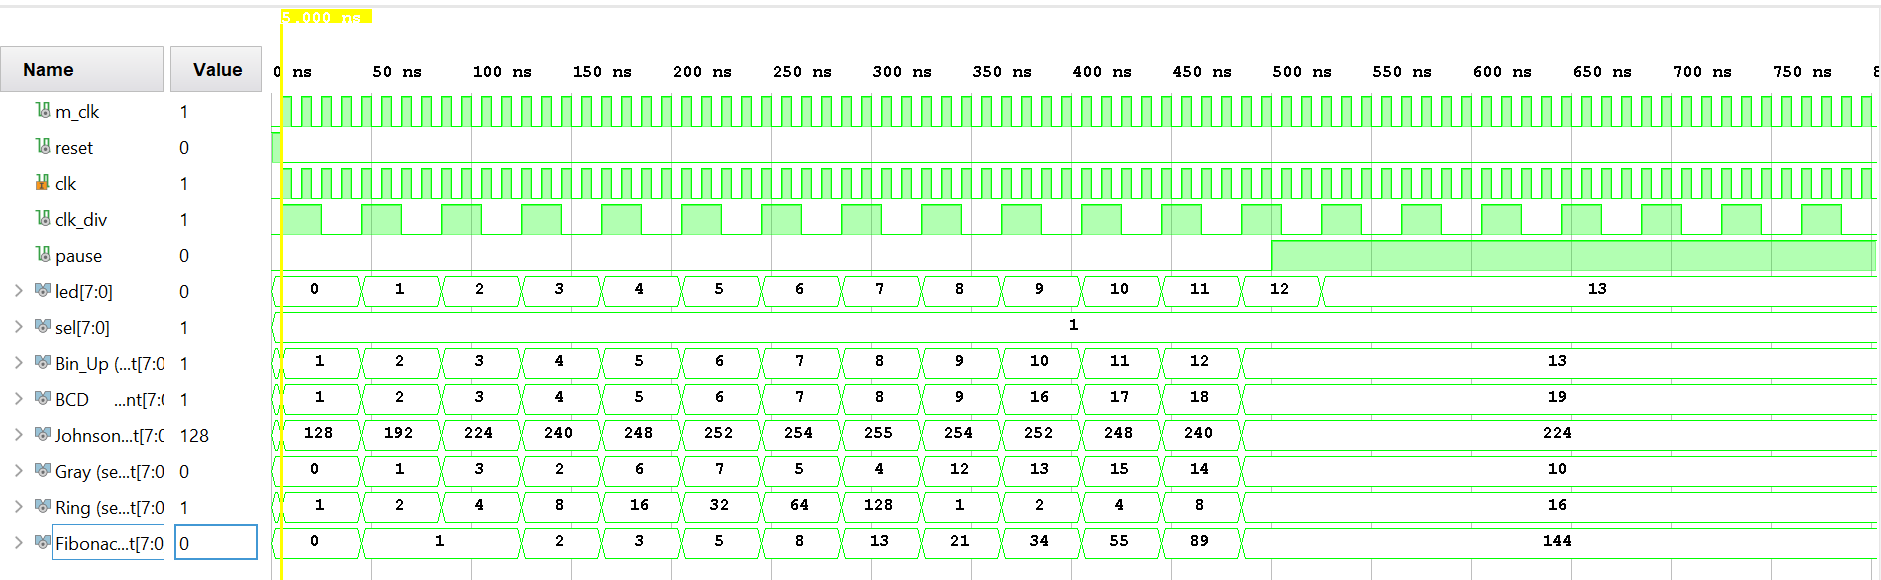 5.000 ns
Name Value 0 ns 50 ns 100 ns 150 ns 200 ns 250 ns 300 ns 350 ns 400 ns 450 ns 500 ns 550 ns 600 ns 650 ns 700 ns 750 ns 8
m_clk 1
reset 0
clk 1
clk_div 1
pause 0
led[7:0] 0 0 1 2 3 4 5 6 7 8 9 10 11 12 13
sel[7:0] 1 1
Bin_Up (...t[7:0 1 1 2 3 4 5 6 7 8 9 10 11 12 13
BCD ...nt[7:( 1 1 2 3 4 5 6 7 8 9 16 17 18 19
Johnson...t[7:0 128 128 192 224 240 248 252 254 255 254 252 248 240 224
Gray (se...t[7:0 0 0 1 3 2 6 7 5 4 12 13 15 14 10
Ring (se...t[7:0 1 1 2 4 8 16 32 64 128 1 2 4 8 16
Fibonac...t[7:0 0 0 1 2 3 5 8 13 21 34 55 89 144